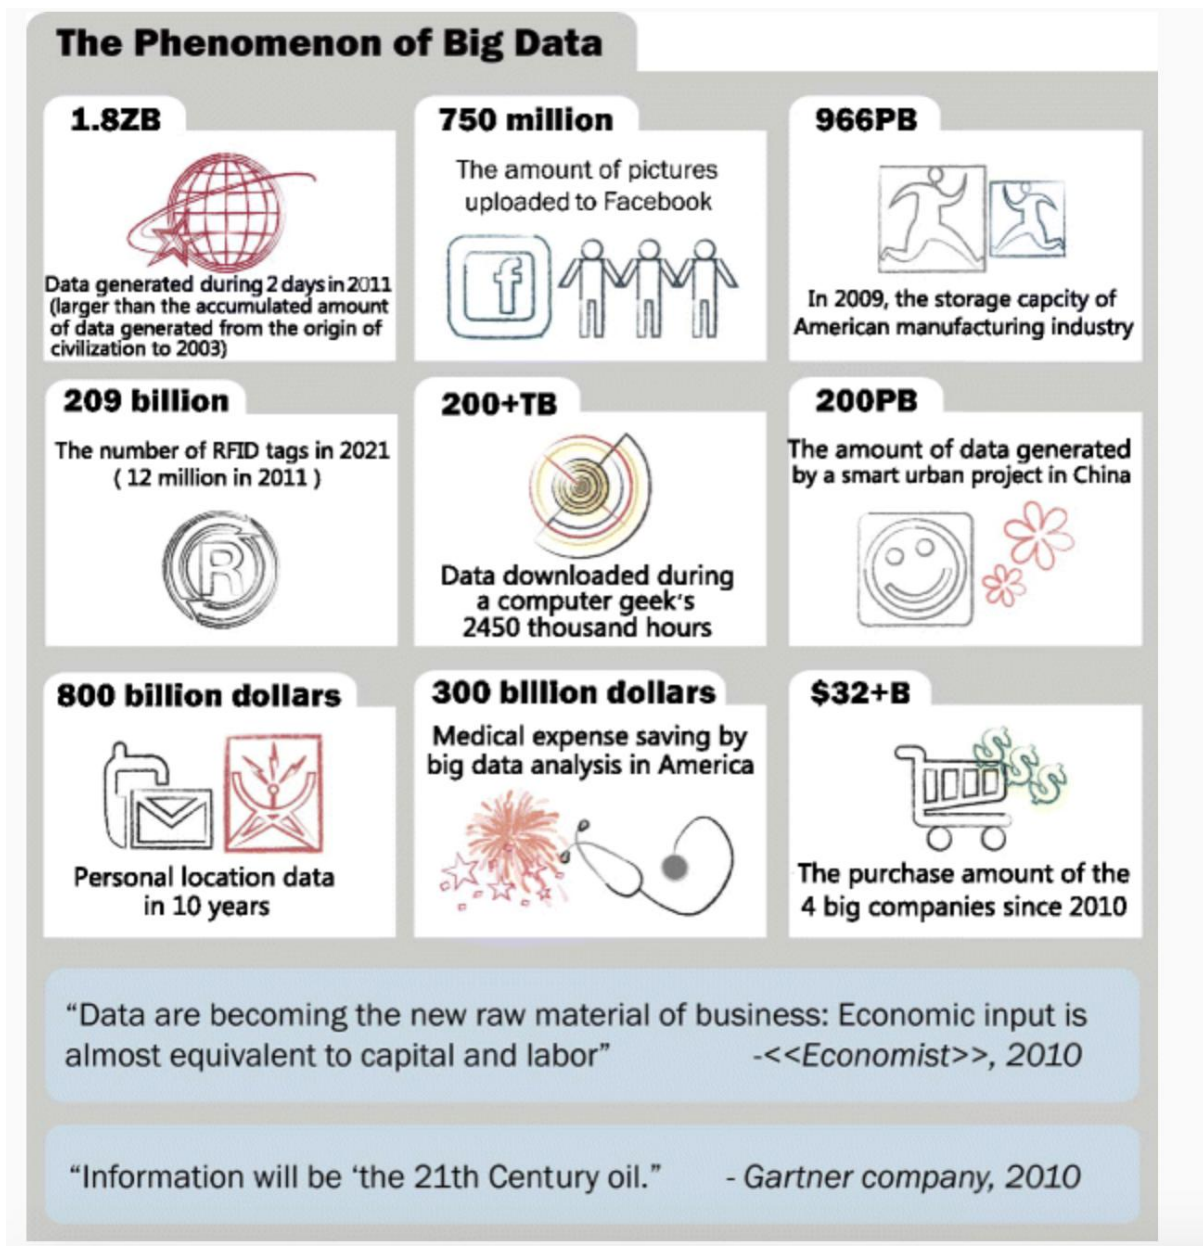 The Phenomenon of Big Data
1.8ZB
Data generated during 2 days in 2011
(larger than the accumulated amount
of data generated from the origin of
civilization to 2003)
750 million
The amount of pictures
uploaded to Facebook
f
966PB
In 2009, the storage capcity of
American manufacturing industry
209 billion
The number of RFID tags in 2021
( 12 million in 2011 )
R
200+TB
Data downloaded during
a computer geek's
2450 thousand hours
200PB
The amount of data generated
by a smart urban project in China
800 billion dollars
Personal location data
in 10 years
300 bIllion dollars
Medical expense saving by
big data analysis in America
$32+B
$$$
The purchase amount of the
4 big companies since 2010
“Data are becoming the new raw material of business: Economic input is
almost equivalent to capital and labor” -<<Economist>>, 2010
“Information will be ‘the 21th Century oil.” - Gartner company, 2010